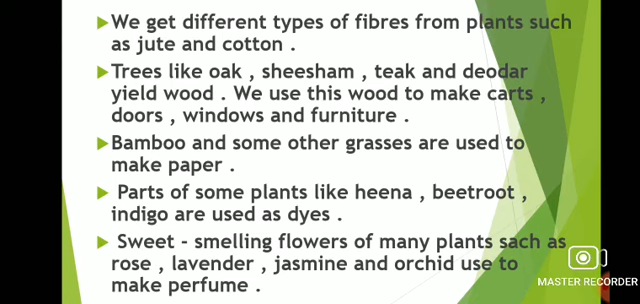 We get different types of fibres from plants such
as jute and cotton .
Trees like oak , sheesham , teak and deodar
yield wood . We use this wood to make carts ,
doors , windows and furniture .
Bamboo and some other grasses are used to
make paper .
Parts of some plants like heena , beetroot ,
indigo are used as dyes .
Sweet - smelling flowers of many plants sach as
rose , lavender , jasmine and orchid use to
make perfume .
MASTER RECORDER